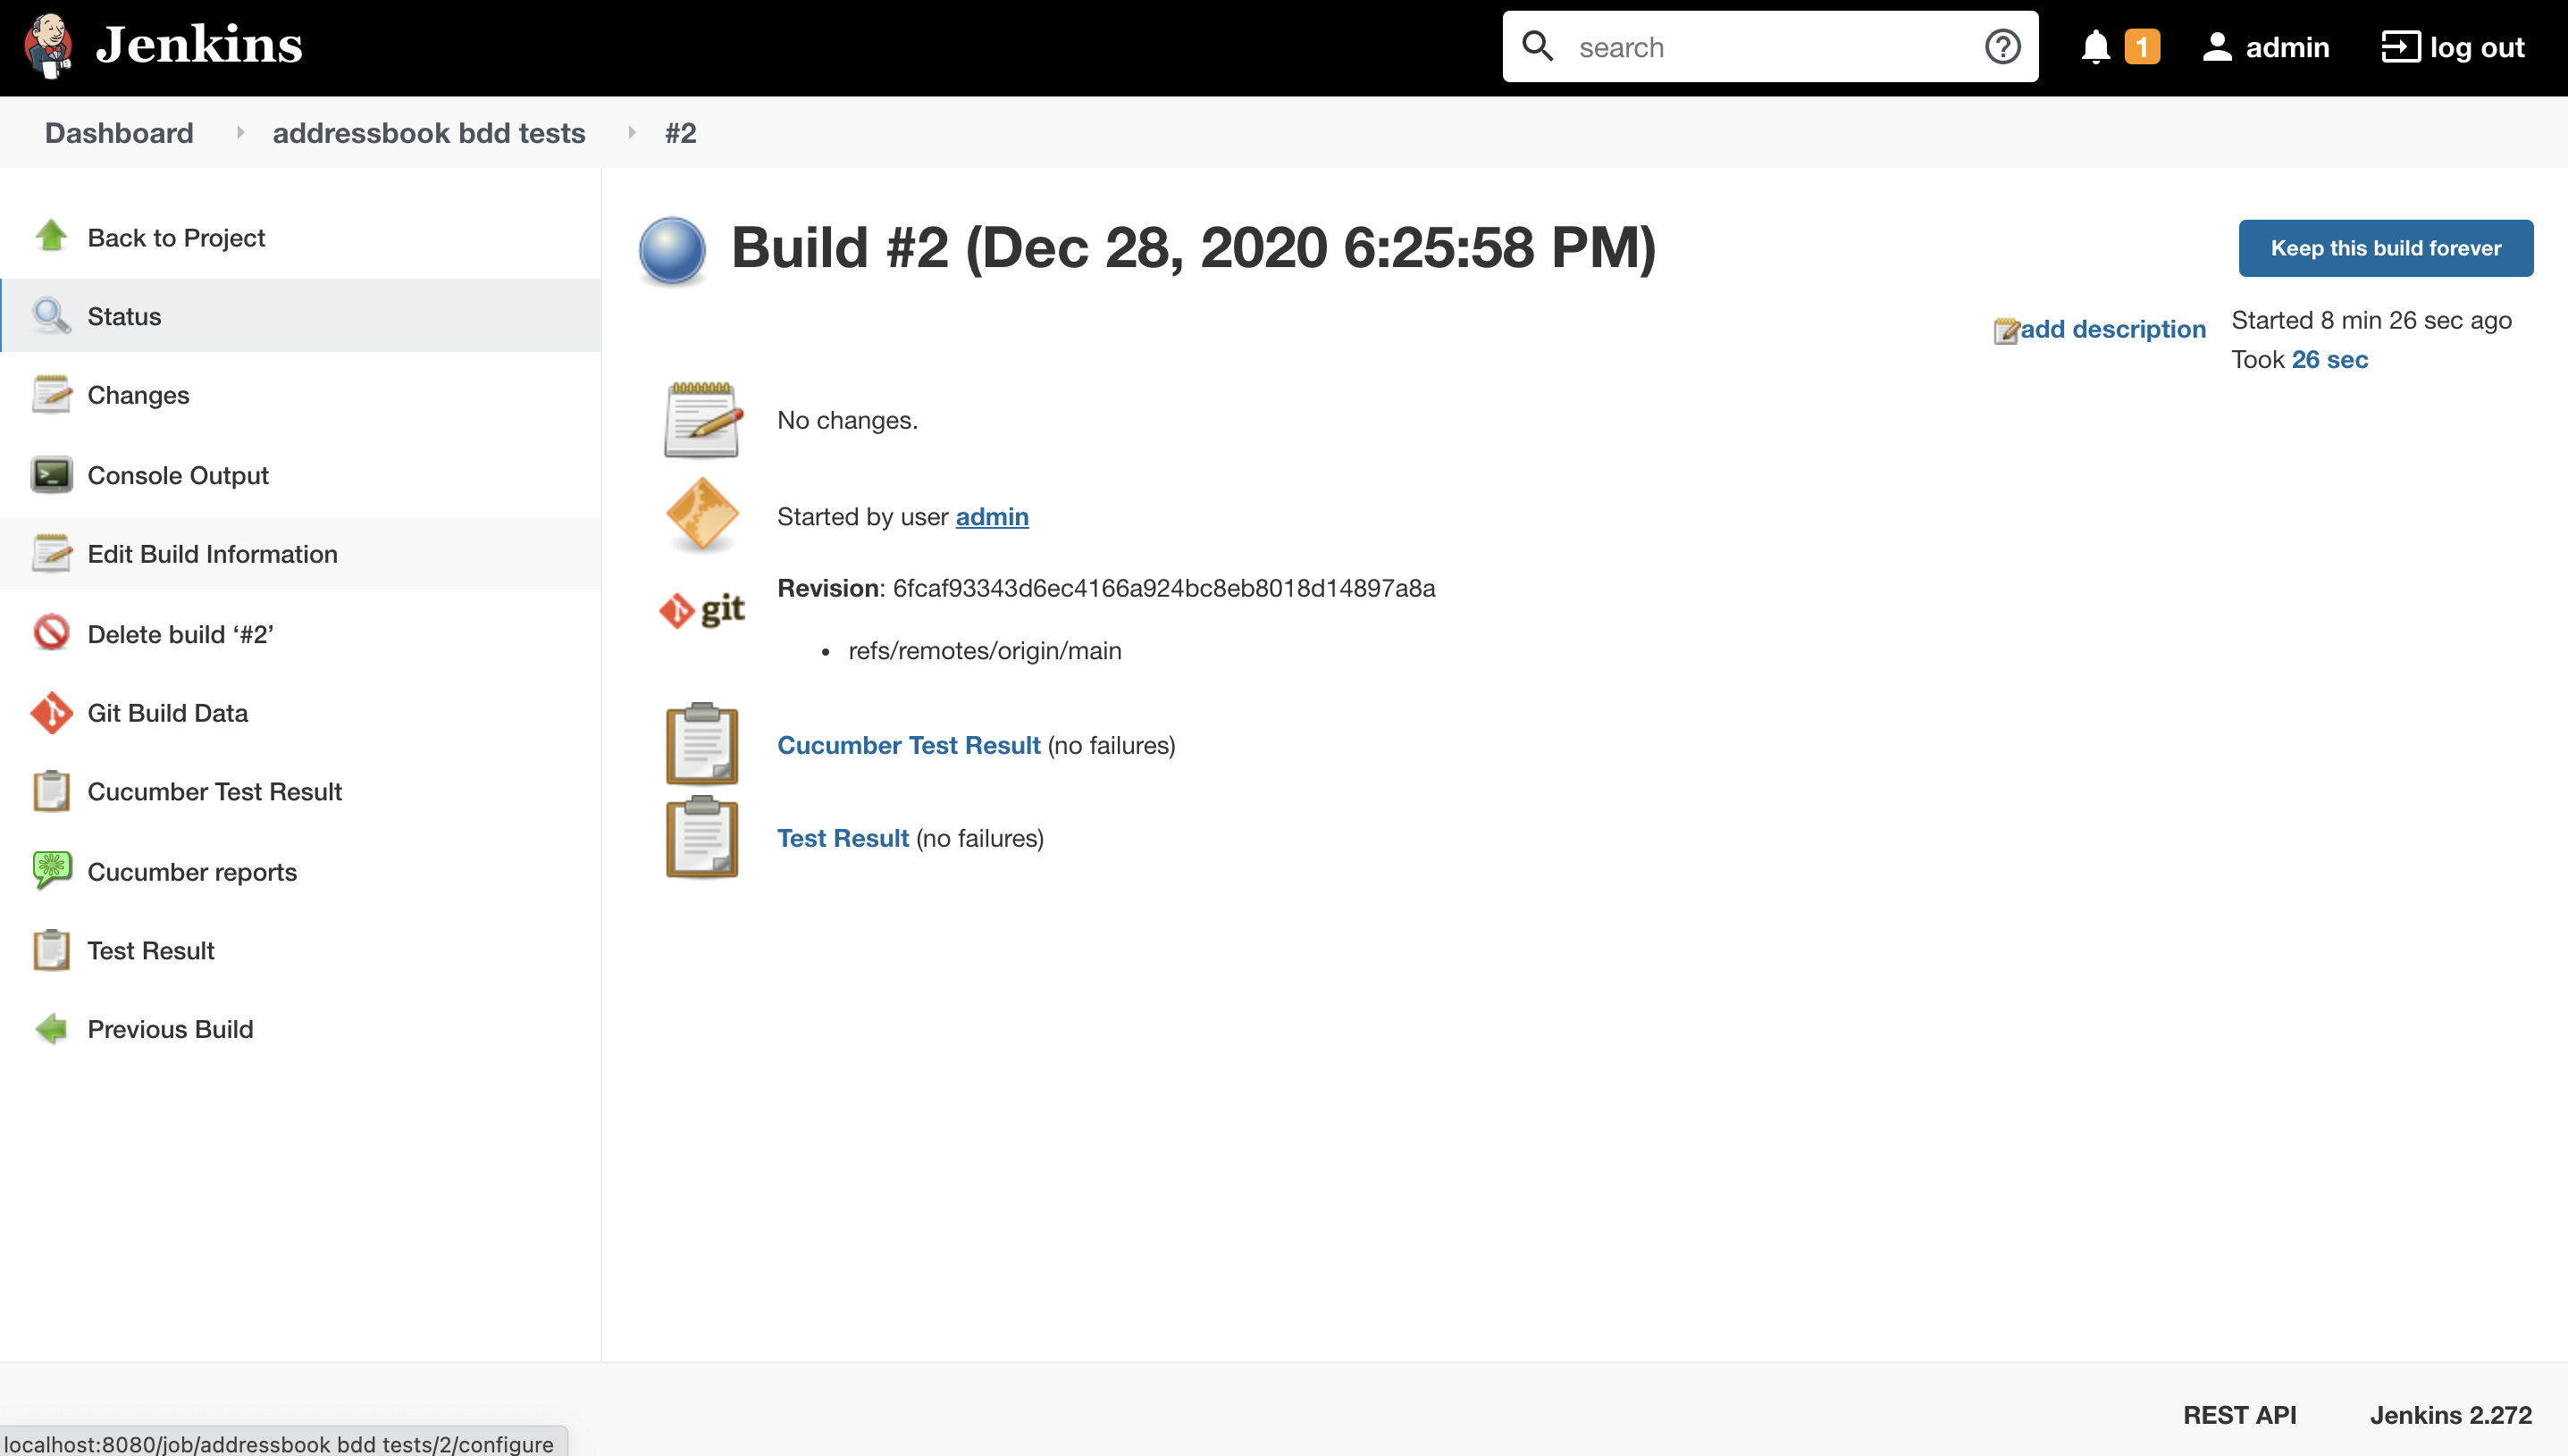 Jenkins
search
1
admin
log out
Dashboard
addressbook bdd tests
#2
Back to Project
Status
Changes
Console Output
Edit Build Information
Delete build ‘#2’
Git Build Data
Cucumber Test Result
Cucumber reports
Test Result
Previous Build
Build #2 (Dec 28, 2020 6:25:58 PM)
Keep this build forever
add description
Started 8 min 26 sec ago
Took 26 sec
No changes.
Started by user admin
git
Revision: 6fcaf93343d6ec4166a924bc8eb8018d14897a8a
• refs/remotes/origin/main
Cucumber Test Result (no failures)
Test Result (no failures)
REST API
Jenkins 2.272
localhost:8080/job/addressbook bdd tests/2/configure